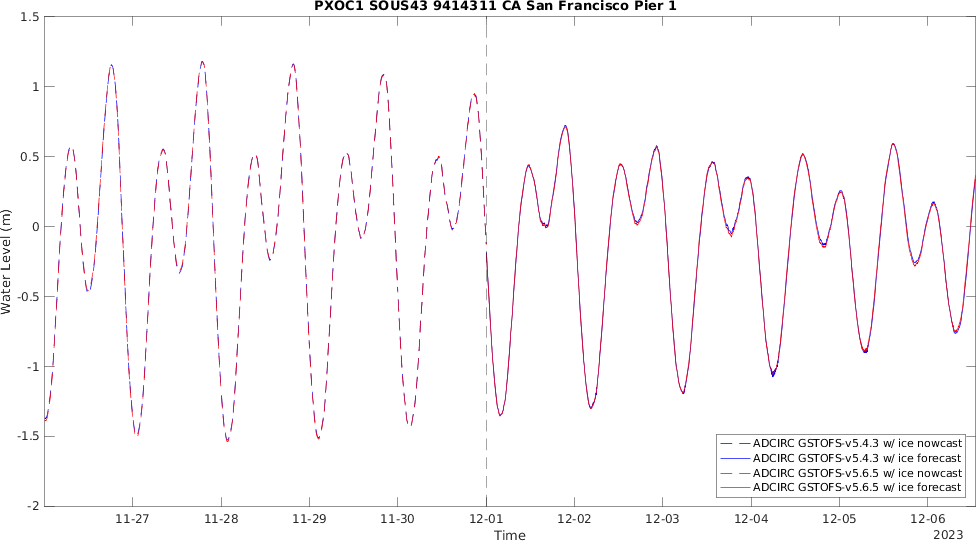 PXOC1 SOUS43 9414311 CA San Francisco Pier 1
1.5
1
0.5
0
-0.5
-1
-1.5
-2
Water Level (m)
11-27
11-28
11-29
11-30
12-01
12-02
12-03
12-04
12-05
12-06
Time
2023
ADCIRC GSTOFS-v5.4.3 w/ ice nowcast
ADCIRC GSTOFS-v5.4.3 w/ ice forecast
ADCIRC GSTOFS-v5.6.5 w/ ice nowcast
ADCIRC GSTOFS-v5.6.5 w/ ice forecast